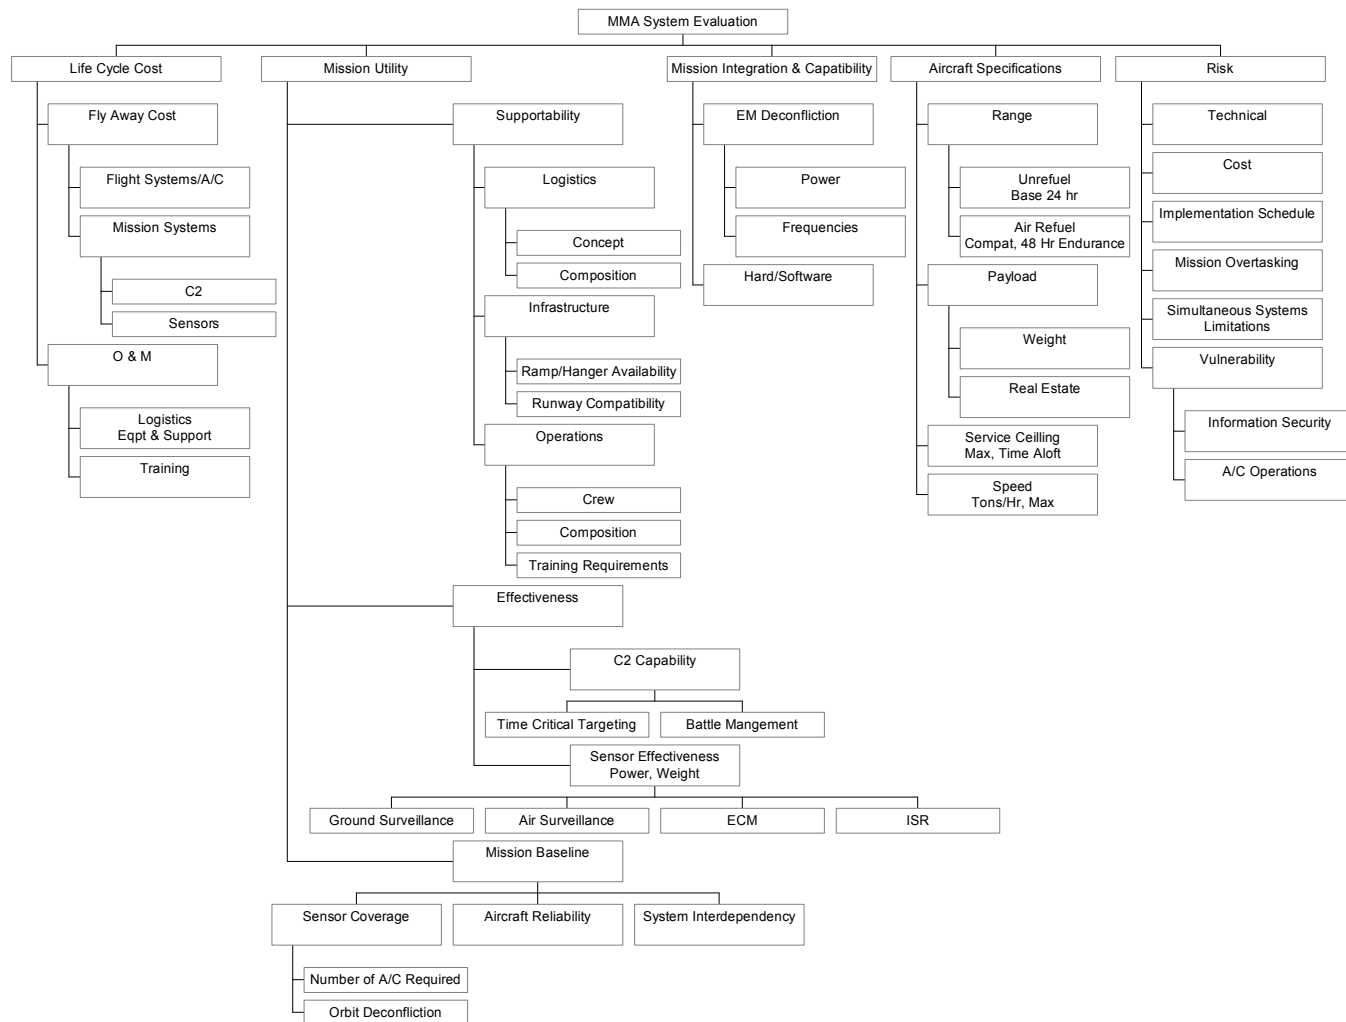 MMA System Evaluation
Life Cycle Cost
Fly Away Cost
Flight Systems/A/C
Mission Systems
C2
Sensors
O & M
Logistics
Eqpt & Support
Training
Mission Utility
Supportability
Logistics
Concept
Composition
Infrastructure
Ramp/Hanger Availability
Runway Compatibility
Operations
Crew
Composition
Training Requirements
Effectiveness
C2 Capability
Time Critical Targeting
Battle Mangement
Sensor Effectiveness
Power, Weight
Ground Surveillance
Air Surveillance
ECM
ISR
Mission Baseline
Sensor Coverage
Number of A/C Required
Orbit Deconfliction
Aircraft Reliability
System Interdependency
Mission Integration & Capatibility
EM Deconfliction
Power
Frequencies
Hard/Software
Aircraft Specifications
Range
Unrefuel
Base 24 hr
Air Refuel
Compat, 48 Hr Endurance
Payload
Weight
Real Estate
Service Ceilling
Max, Time Aloft
Speed
Tons/Hr, Max
Risk
Technical
Cost
Implementation Schedule
Mission Overtasking
Simultaneous Systems
Limitations
Vulnerability
Information Security
A/C Operations